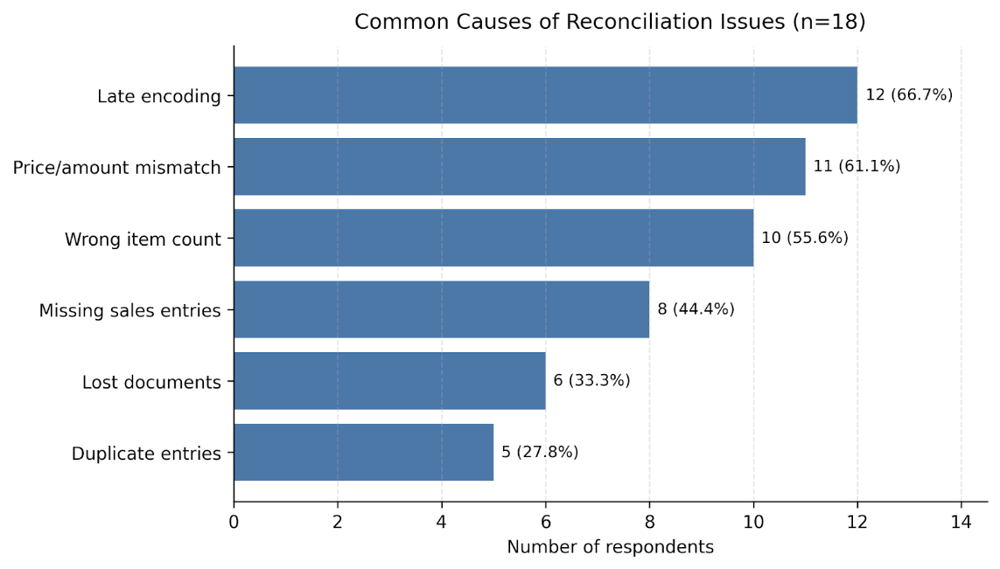 Common Causes of Reconciliation Issues (n=18)
Late encoding
12 (66.7%)
Price/amount mismatch
11 (61.1%)
Wrong item count
10 (55.6%)
Missing sales entries
8 (44.4%)
Lost documents
6 (33.3%)
Duplicate entries
5 (27.8%)
0 2 4 6 8 10 12 14
Number of respondents